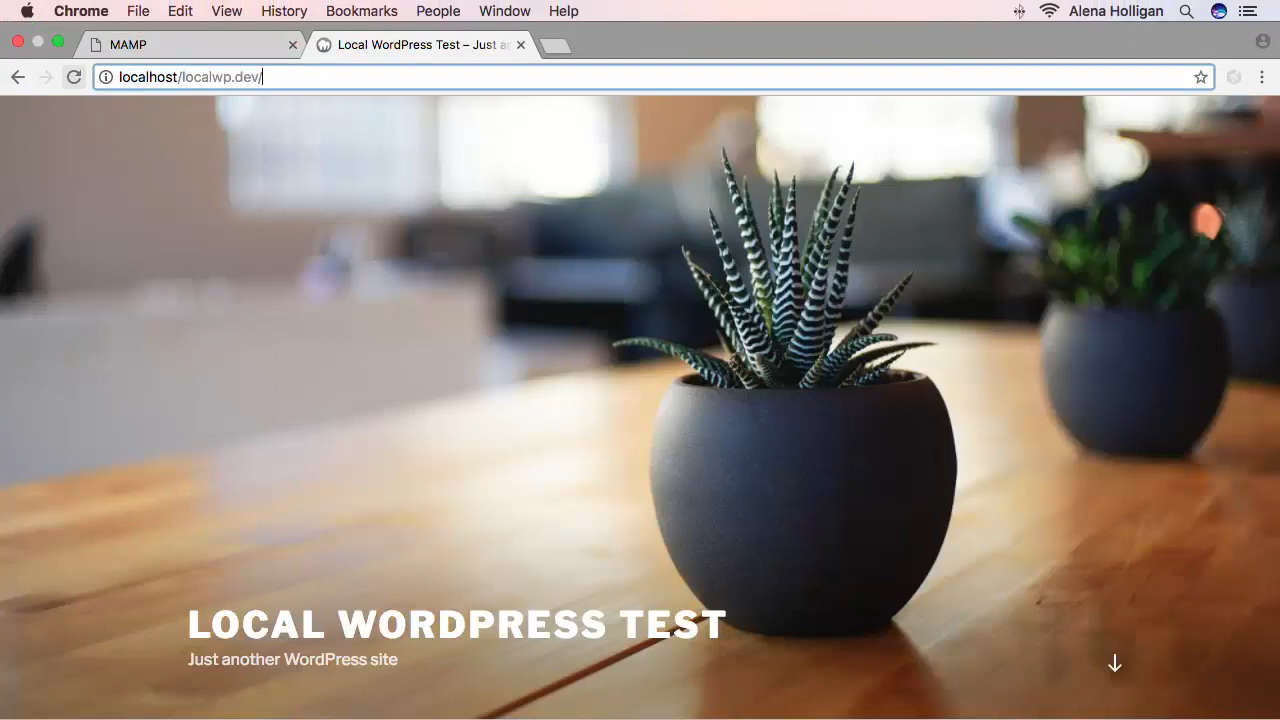 Chrome File Edit View History Bookmarks People Window Help Alena Holligan
MAMP Local WordPress Test – Just a
localhost/localwp.dev/
LOCAL WORDPRESS TEST
Just another WordPress site